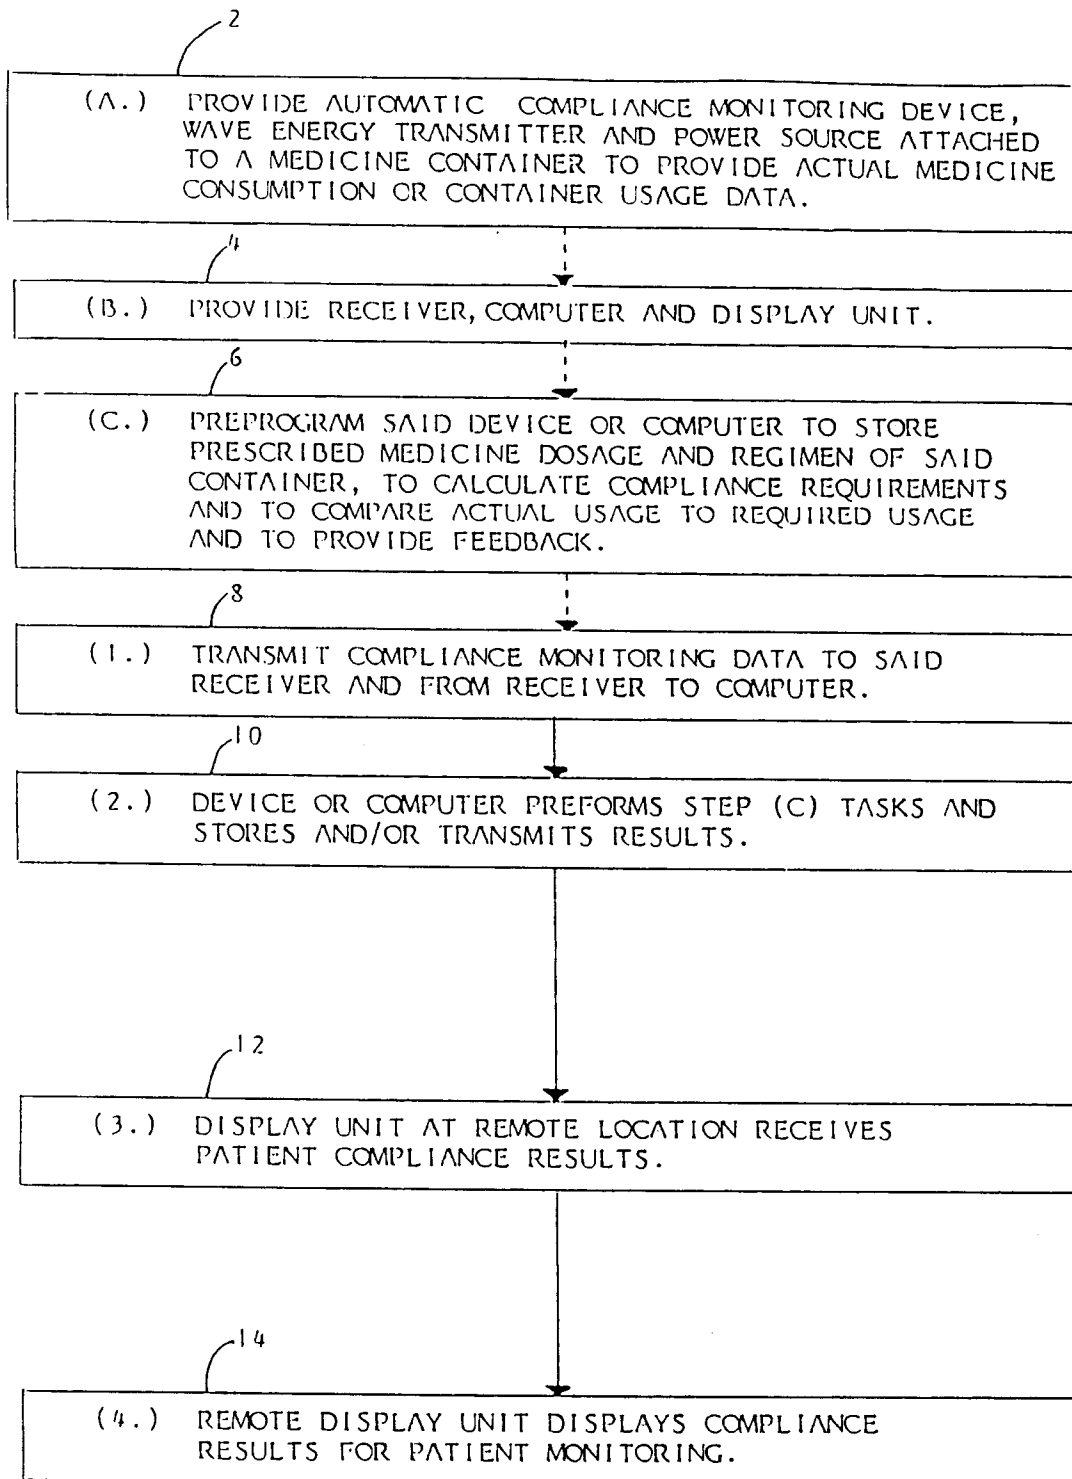 2
(A.) PROVIDE AUTOMATIC COMPLIANCE MONITORING DEVICE,
WAVE ENERGY TRANSMITTER AND POWER SOURCE ATTACHED
TO A MEDICINE CONTAINER TO PROVIDE ACTUAL MEDICINE
CONSUMPTION OR CONTAINER USAGE DATA.
4
(B.) PROVIDE RECEIVER, COMPUTER AND DISPLAY UNIT.
6
(C.) PREPROGRAM SAID DEVICE OR COMPUTER TO STORE
PRESCRIBED MEDICINE DOSAGE AND REGIMEN OF SAID
CONTAINER, TO CALCULATE COMPLIANCE REQUIREMENTS
AND TO COMPARE ACTUAL USAGE TO REQUIRED USAGE
AND TO PROVIDE FEEDBACK.
8
(1.) TRANSMIT COMPLIANCE MONITORING DATA TO SAID
RECEIVER AND FROM RECEIVER TO COMPUTER.
10
(2.) DEVICE OR COMPUTER PREFORMS STEP (C) TASKS AND
STORES AND/OR TRANSMITS RESULTS.
12
(3.) DISPLAY UNIT AT REMOTE LOCATION RECEIVES
PATIENT COMPLIANCE RESULTS.
14
(4.) REMOTE DISPLAY UNIT DISPLAYS COMPLIANCE
RESULTS FOR PATIENT MONITORING.